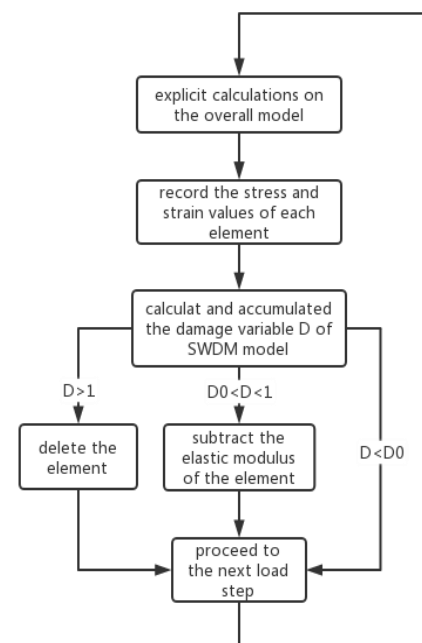 explicit calculations on
the overall model
record the stress and
strain values of each
element
calculat and accumulated
the damage variable D of
SWDM model
D>1
D0<D<1
D<D0
delete the
element
subtract the
elastic modulus
of the element
proceed to
the next load
step